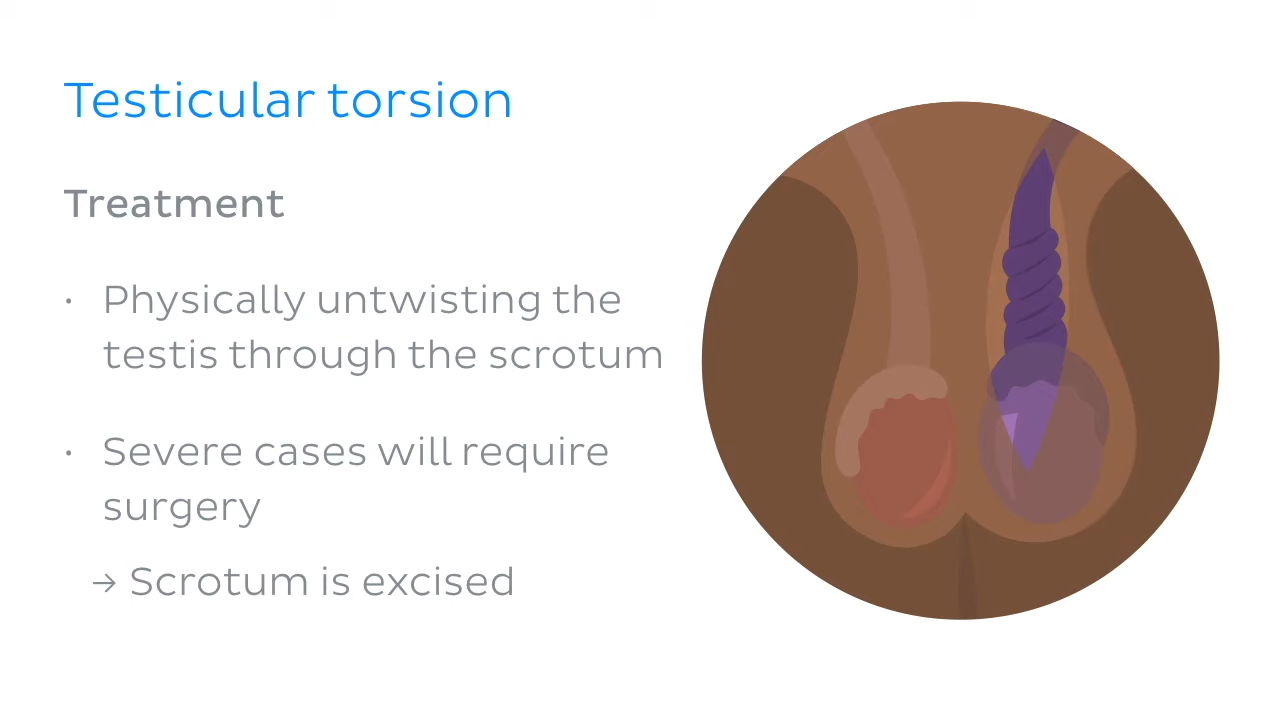 Testicular torsion
Treatment
· Physically untwisting the
testis through the scrotum
· Severe cases will require
surgery
→ Scrotum is excised